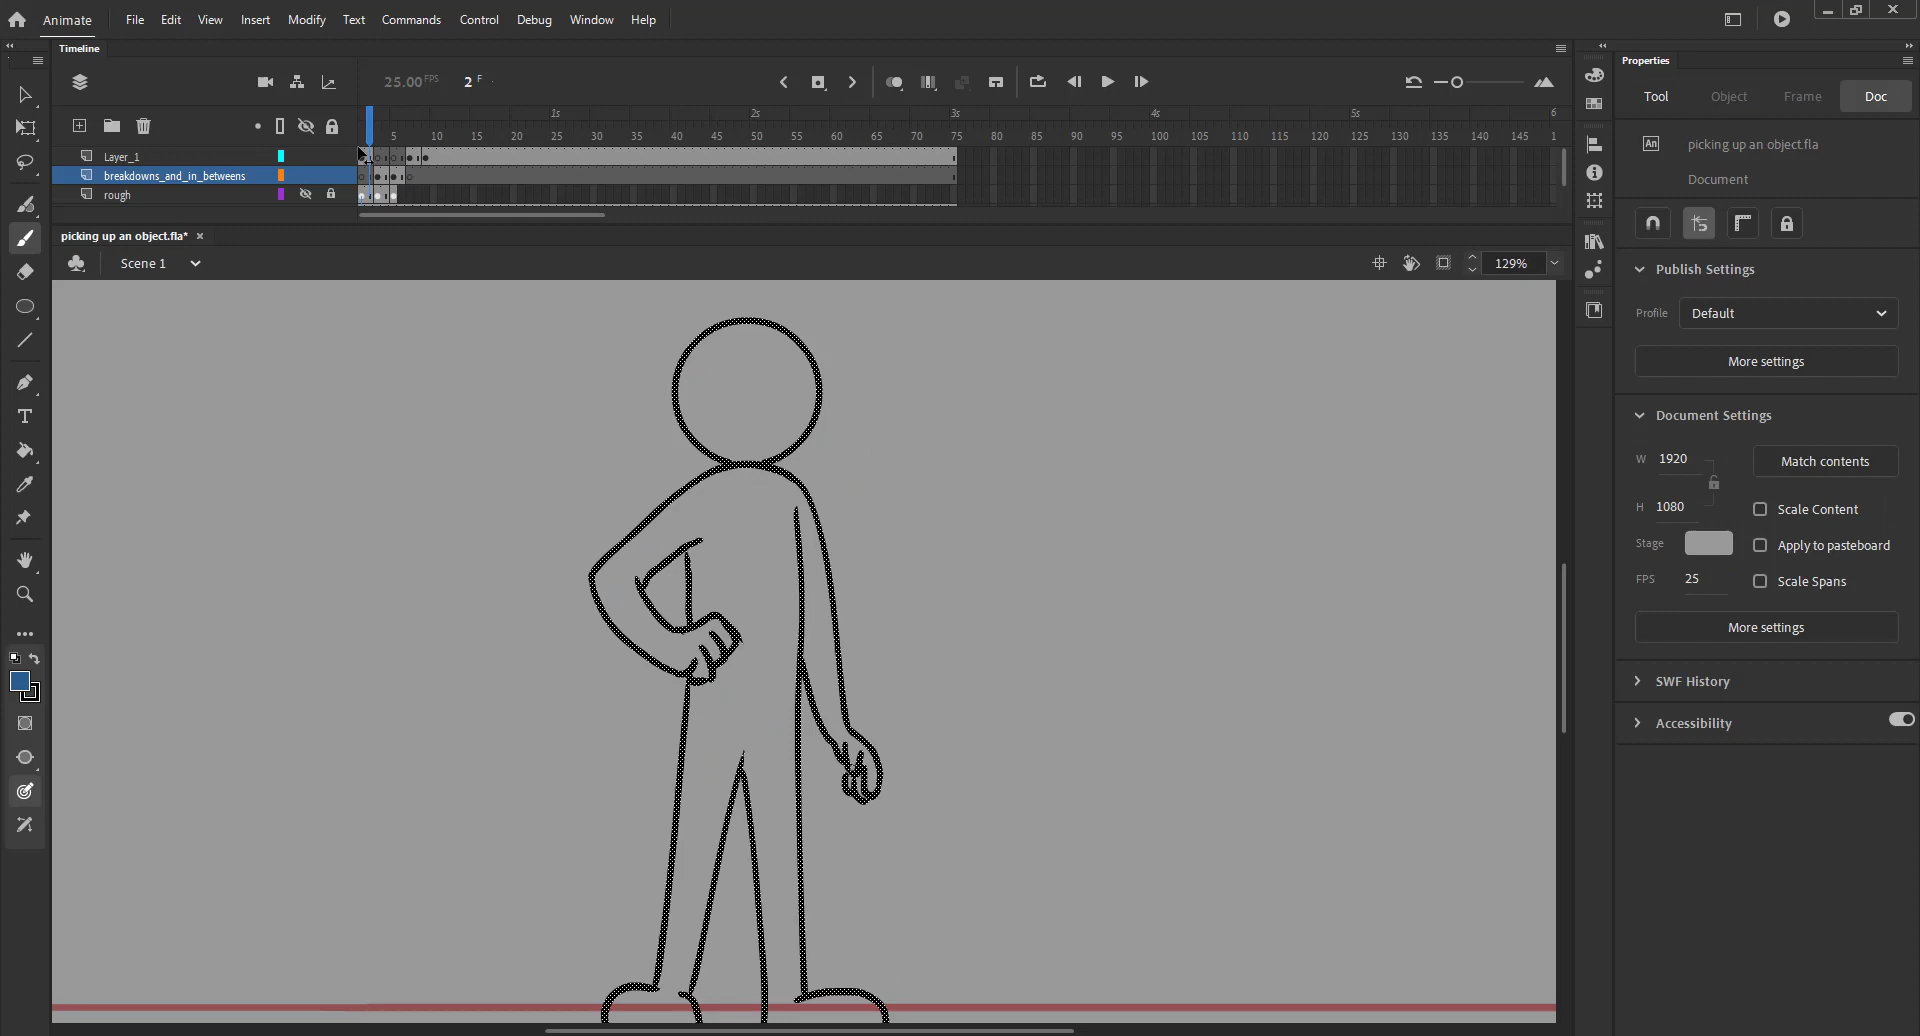 Animate File Edit View Insert Modify Text Commands Control Debug Window Help
Timeline
Properties
25.00 FPS 2 F
Tool Object Frame Doc
1s 2s 3s 4s 5s 6
5 10 15 20 25 30 35 40 45 50 55 60 65 70 75 80 85 90 95 100 105 110 115 120 125 130 135 140 145 1
Layer_1
breakdowns_and_in_betweens
rough
An picking up an object.fla
Document
picking up an object.fla*
Scene 1
129%
Publish Settings
Profile Default
More settings
Document Settings
W 1920 Match contents
H 1080 Scale Content
Stage Apply to pasteboard
FPS 25 Scale Spans
More settings
SWF History
Accessibility